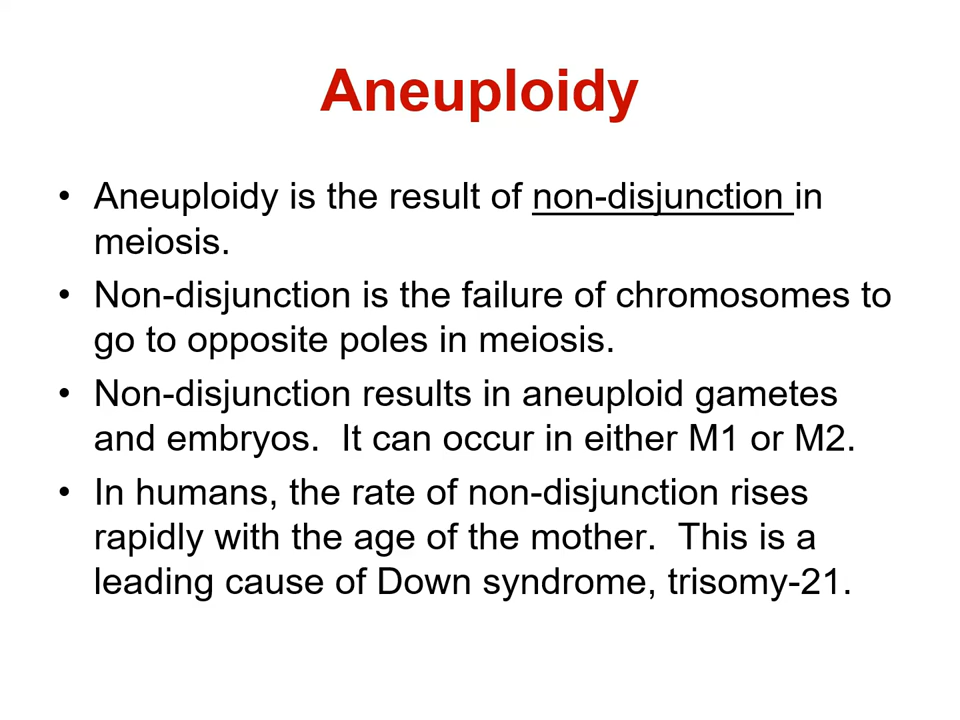 Aneuploidy
• Aneuploidy is the result of non-disjunction in
meiosis.
• Non-disjunction is the failure of chromosomes to
go to opposite poles in meiosis.
• Non-disjunction results in aneuploid gametes
and embryos.  It can occur in either M1 or M2.
• In humans, the rate of non-disjunction rises
rapidly with the age of the mother.  This is a
leading cause of Down syndrome, trisomy-21.